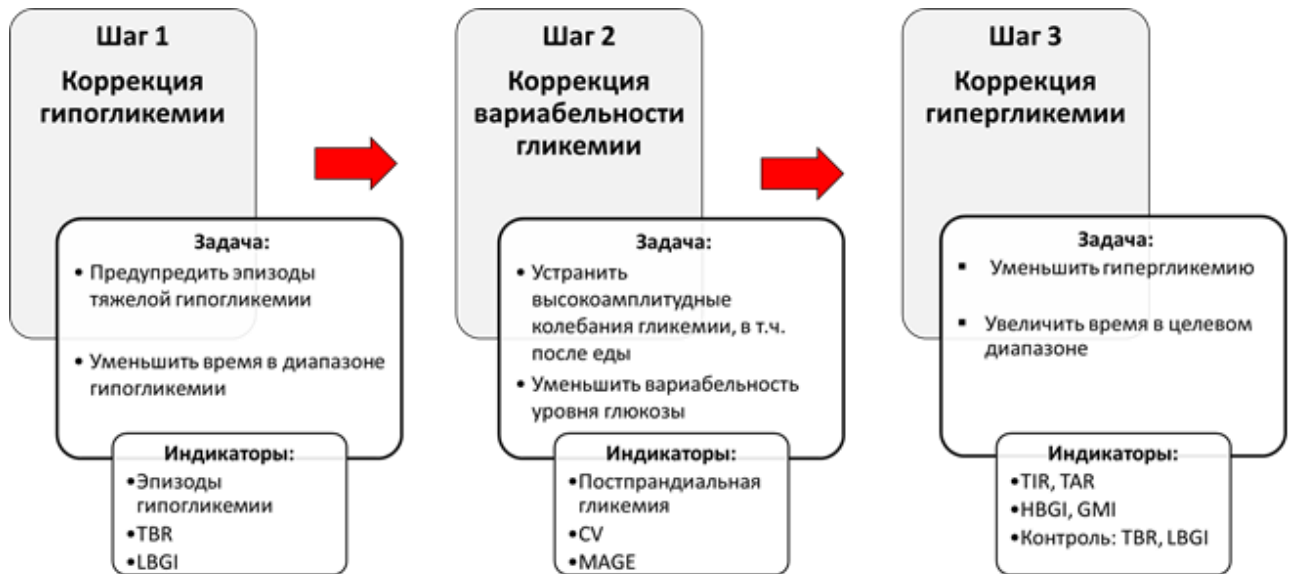 Шаг 1
Коррекция
гипогликемии
Задача:
• Предупредить эпизоды
тяжелой гипогликемии
• Уменьшить время в диапазоне
гипогликемии
Индикаторы:
•Эпизоды
гипогликемии
•TBR
•LBGI
Шаг 2
Коррекция
вариабельности
гликемии
Задача:
• Устранить
высокоамплитудные
колебания гликемии, в т.ч.
после еды
• Уменьшить вариабельность
уровня глюкозы
Индикаторы:
•Постпрандиальная
гликемия
•CV
•MAGE
Шаг 3
Коррекция
гипергликемии
Задача:
▪ Уменьшить гипергликемию
▪ Увеличить время в целевом
диапазоне
Индикаторы:
•TIR, TAR
•HBGI, GMI
•Контроль: TBR, LBGI